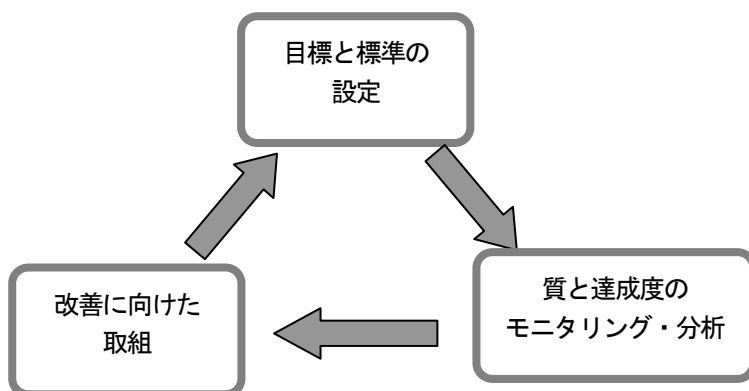 目標と標準の
設定
質と達成度の
モニタリング・分析
改善に向けた
取組